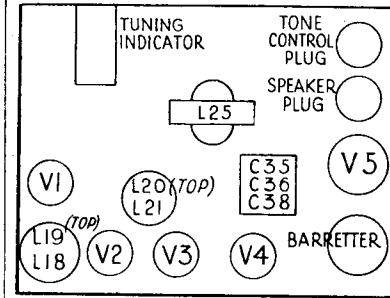 TUNING
INDICATOR
TONE
CONTROL
PLUG
SPEAKER
PLUG
L25
V1
L20 (TOP)
L21
C35
C36
C38
V5
(TOP)
L19
L18
V2
V3
V4
BARRETTER